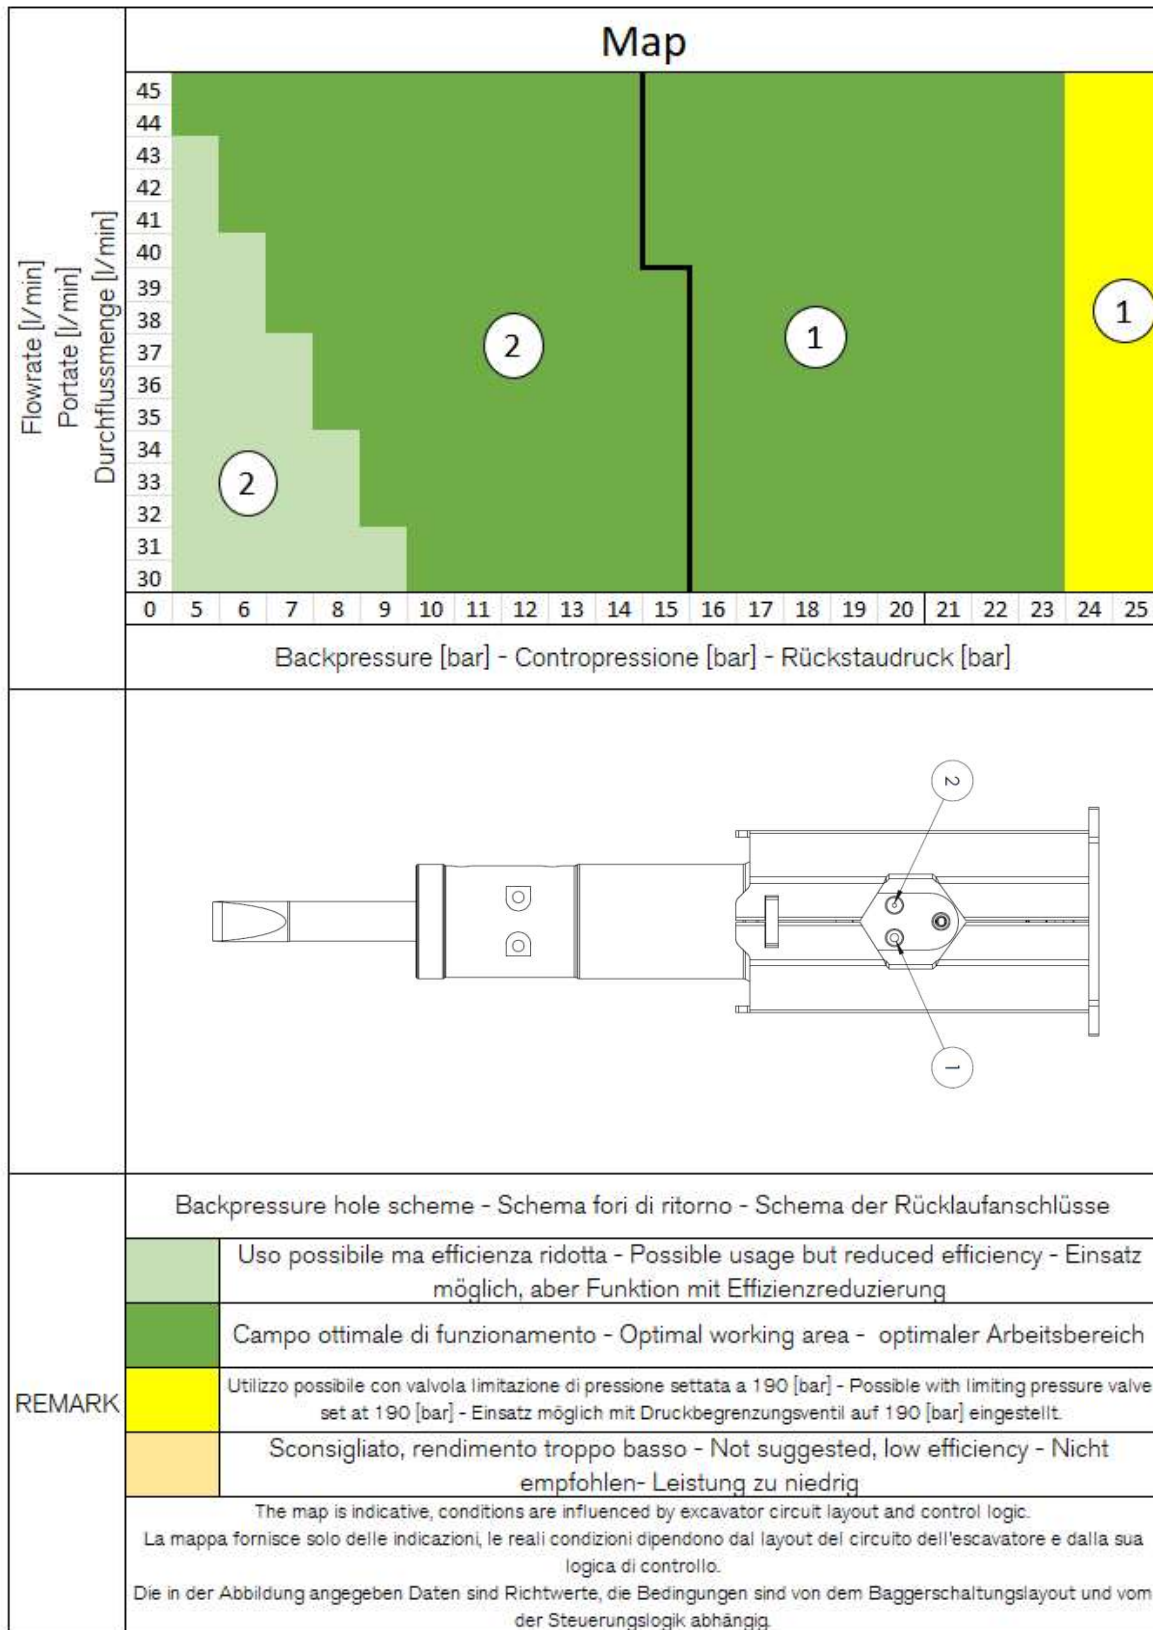 Map
Flowrate [l/min]
Portate [l/min]
Durchflussmenge [l/min]
45
44
43
42
41
40
39
38
37
36
35
34
33
32
31
30
2
2
1
1
0 5 6 7 8 9 10 11 12 13 14 15 16 17 18 19 20 21 22 23 24 25
Backpressure [bar] - Contropressione [bar] - Rückstaudruck [bar]
2
1
REMARK
Backpressure hole scheme - Schema fori di ritorno - Schema der Rücklaufanschlüsse
Uso possibile ma efficienza ridotta - Possible usage but reduced efficiency - Einsatz
möglich, aber Funktion mit Effizienzreduzierung
Campo ottimale di funzionamento - Optimal working area - optimaler Arbeitsbereich
Utilizzo possibile con valvola limitazione di pressione settata a 190 [bar] - Possible with limiting pressure valve
set at 190 [bar] - Einsatz möglich mit Druckbegrenzungsventil auf 190 [bar] eingestellt.
Sconsigliato, rendimento troppo basso - Not suggested, low efficiency - Nicht
empfohlen- Leistung zu niedrig
The map is indicative, conditions are influenced by excavator circuit layout and control logic.
La mappa fornisce solo delle indicazioni, le reali condizioni dipendono dal layout del circuito dell'escavatore e dalla sua
logica di controllo.
Die in der Abbildung angegeben Daten sind Richtwerte, die Bedingungen sind von dem Baggerschaltungslayout und vom
der Steuerungslogik abhängig.